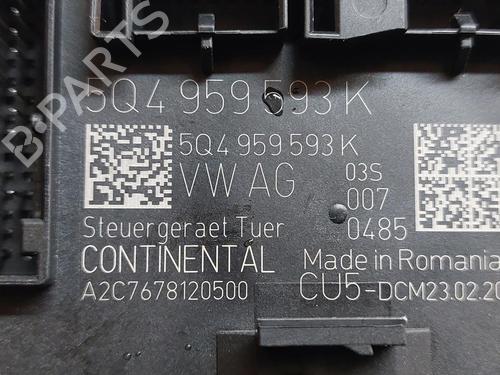 5Q4 959 593 K
5Q4 959 593 K
VW AG
03S
007
0485
Steuergeraet Tuer
CONTINENTAL
Made in Romania
A2C7678120500
CU5-DCM23.02.20
B-PARTS